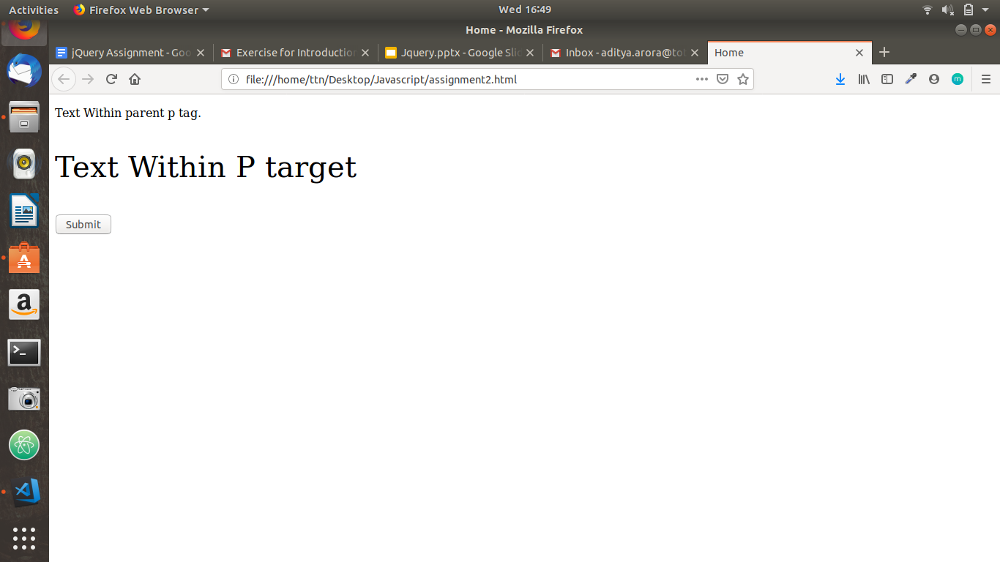 Activities Firefox Web Browser Wed 16:49
Home - Mozilla Firefox
jQuery Assignment - Goo Exercise for Introduction Jquery.pptx - Google Slid Inbox - aditya.arora@to Home
file:///home/ttn/Desktop/Javascript/assignment2.html m
Text Within parent p tag.
Text Within P target
Submit